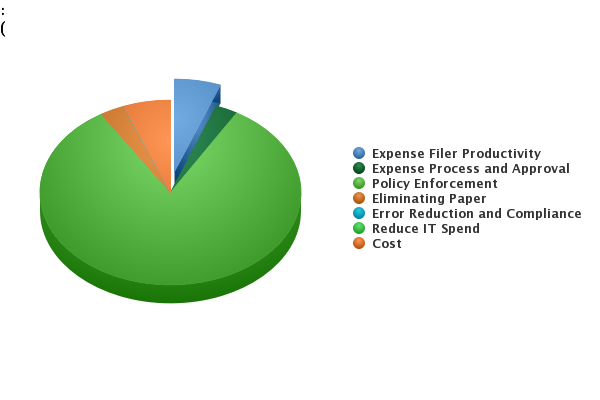 :
(
Expense Filer Productivity
Expense Process and Approval
Policy Enforcement
Eliminating Paper
Error Reduction and Compliance
Reduce IT Spend
Cost